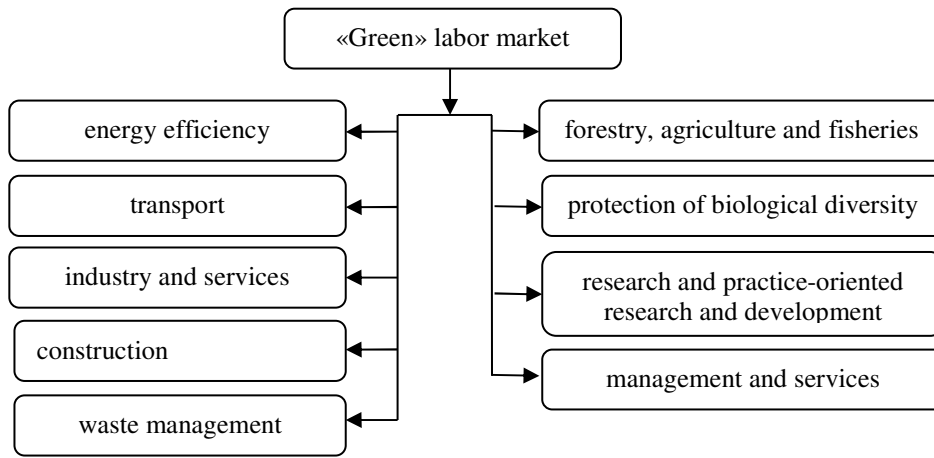 «Green» labor market
energy efficiency
transport
industry and services
construction
waste management
forestry, agriculture and fisheries
protection of biological diversity
research and practice-oriented
research and development
management and services